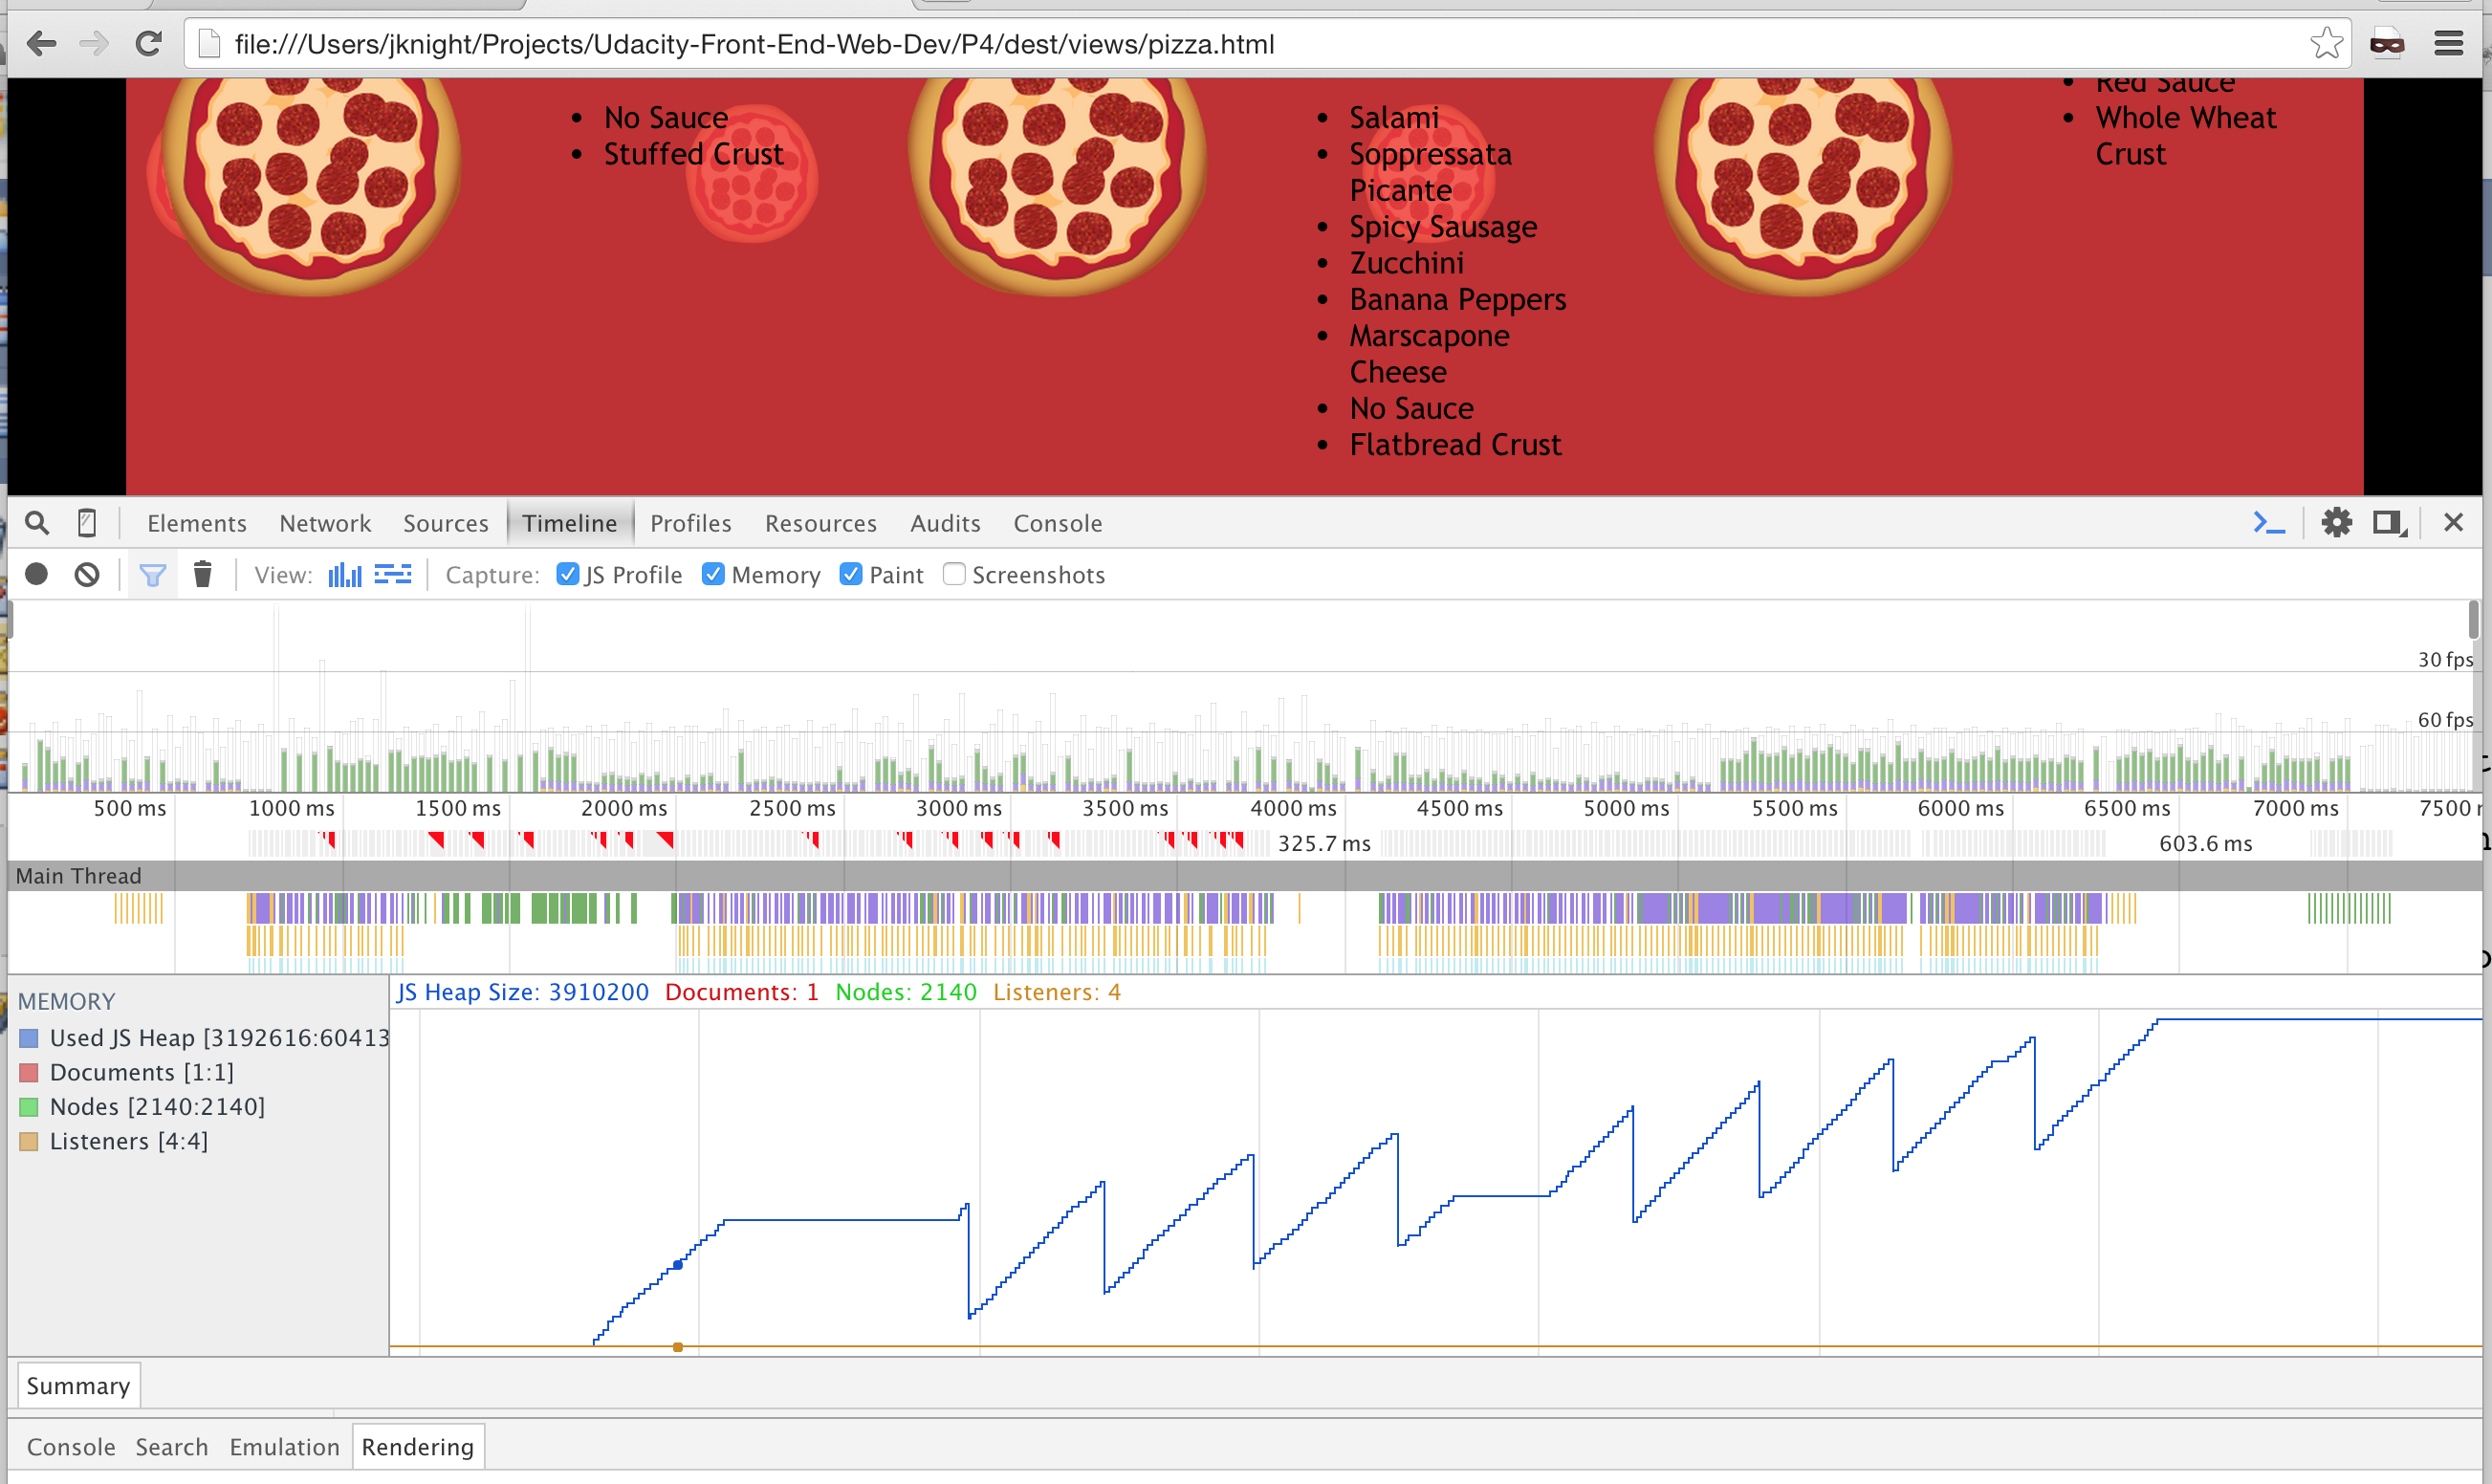 file:///Users/jknight/Projects/Udacity-Front-End-Web-Dev/P4/dest/views/pizza.html
No Sauce
Stuffed Crust
Salami
Soppressata
Picante
Spicy Sausage
Zucchini
Banana Peppers
Marscapone
Cheese
No Sauce
Flatbread Crust
Red Sauce
Whole Wheat
Crust
Elements Network Sources Timeline Profiles Resources Audits Console
View: Capture: JS Profile Memory Paint Screenshots
30 fps
60 fps
500 ms 1000 ms 1500 ms 2000 ms 2500 ms 3000 ms 3500 ms 4000 ms 4500 ms 5000 ms 5500 ms 6000 ms 6500 ms 7000 ms 7500
325.7 ms 603.6 ms
Main Thread
JS Heap Size: 3910200 Documents: 1 Nodes: 2140 Listeners: 4
MEMORY
Used JS Heap [3192616:60413
Documents [1:1]
Nodes [2140:2140]
Listeners [4:4]
Summary
Console Search Emulation Rendering